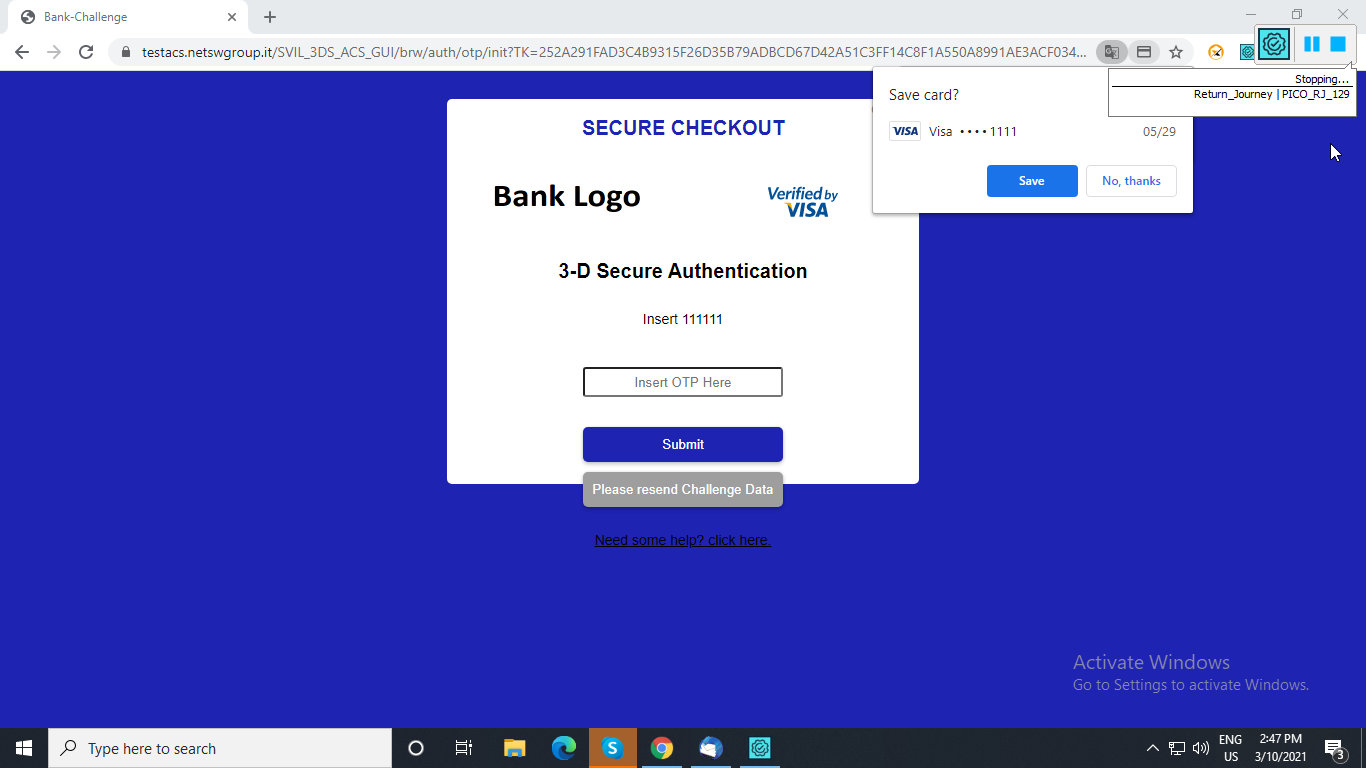 Bank-Challenge
testacs.netswgroup.it/SVIL_3DS_ACS_GUI/brw/auth/otp/init?TK=252A291FAD3C4B9315F26D35B79ADBCD67D42A51C3FF14C8F1A550A8991AE3ACF034...
Stopping...
Return_Journey | PICO_RJ_129
Save card?
VISA Visa •••• 1111 05/29
Save No, thanks
SECURE CHECKOUT
Bank Logo
Verified by
VISA
3-D Secure Authentication
Insert 111111
Insert OTP Here
Submit
Please resend Challenge Data
Need some help? click here.
Activate Windows
Go to Settings to activate Windows.
Type here to search
ENG
US
2:47 PM
3/10/2021
3